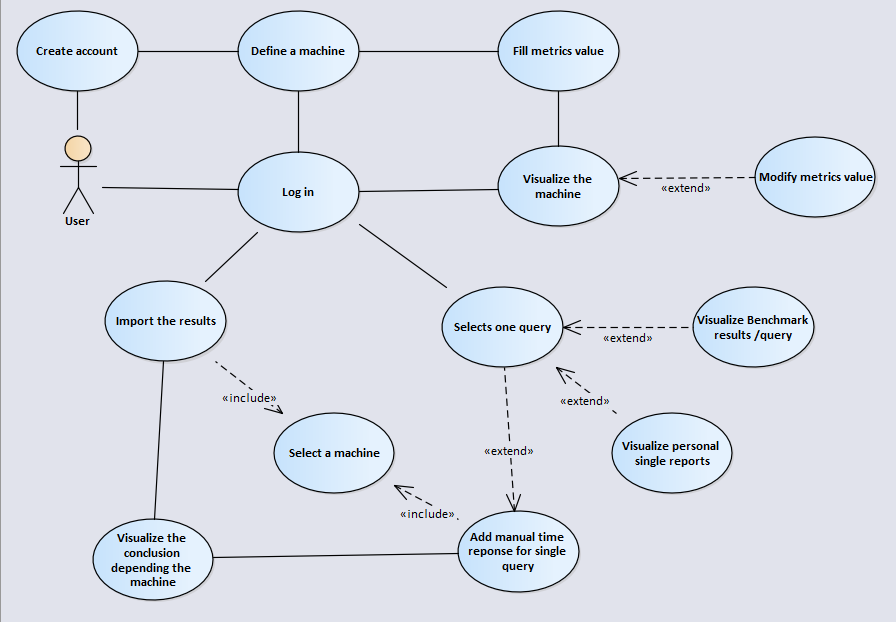 Create account
Define a machine
Fill metrics value
User
Log in
Visualize the
machine
«extend»
Modify metrics value
Import the results
Selects one query
«extend»
Visualize Benchmark
results /query
«include»
«extend»
Select a machine
«extend»
Visualize personal
single reports
«include»
Visualize the
conclusion
depending the
machine
Add manual time
reponse for single
query